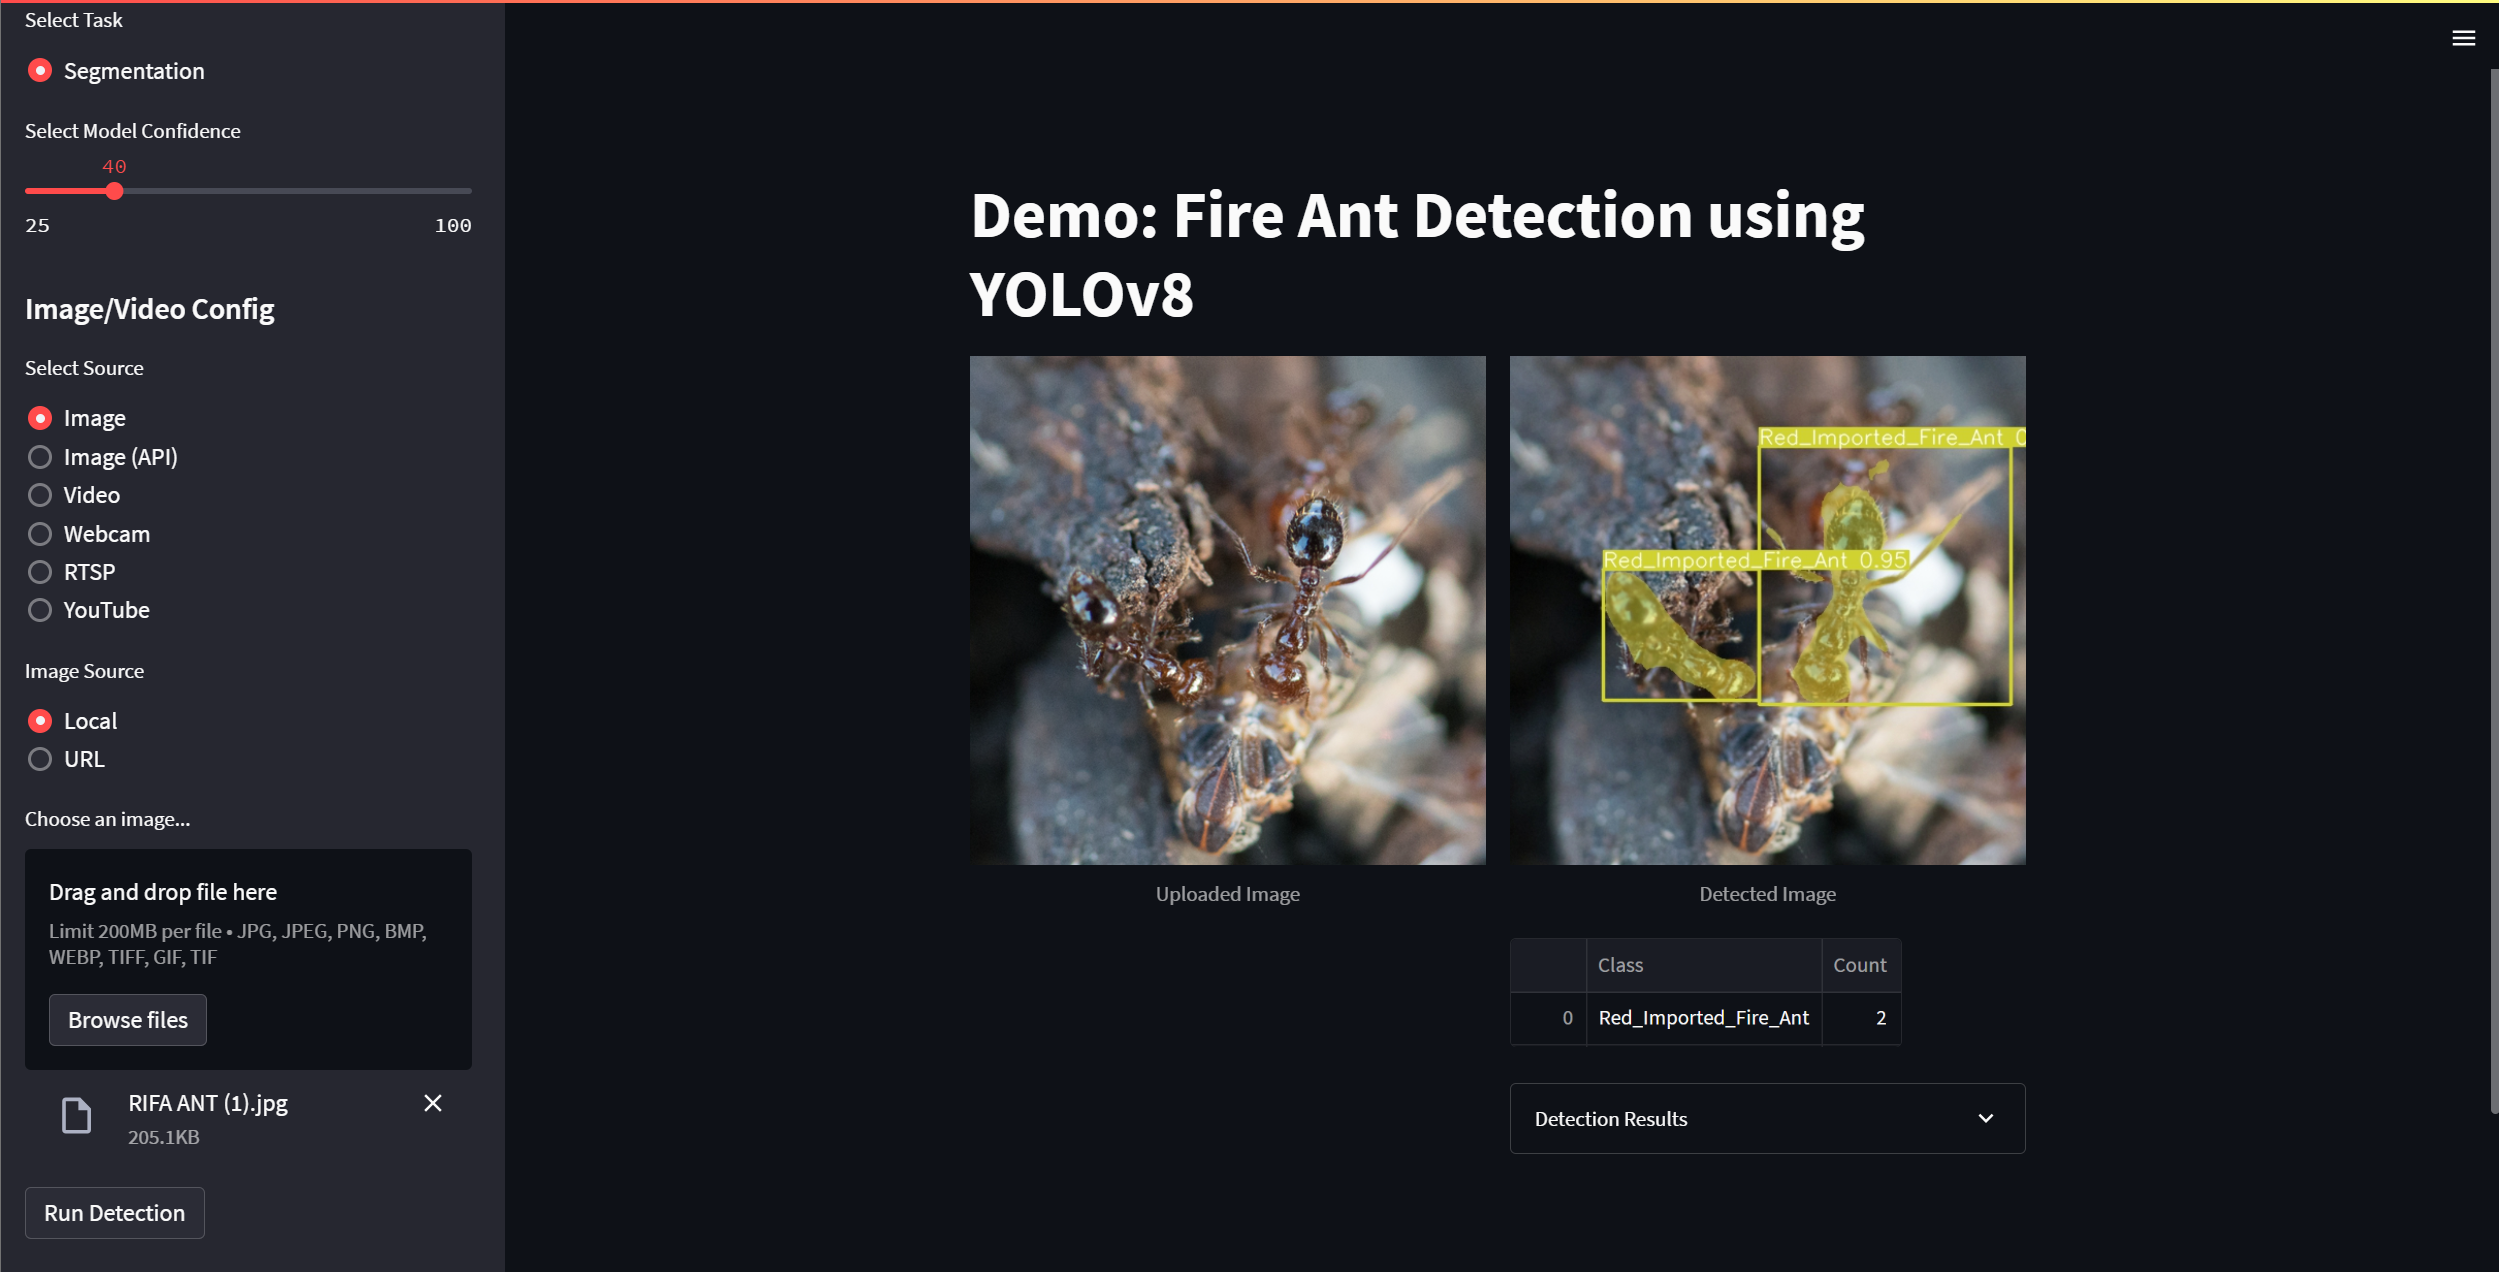 Select Task
Segmentation
Select Model Confidence
40
25 100
Image/Video Config
Select Source
Image
Image (API)
Video
Webcam
RTSP
YouTube
Image Source
Local
URL
Choose an image...
Drag and drop file here
Limit 200MB per file • JPG, JPEG, PNG, BMP,
WEBP, TIFF, GIF, TIF
Browse files
RIFA ANT (1).jpg
205.1KB
Run Detection
Demo: Fire Ant Detection using
YOLOv8
Red_Imported_Fire_Ant 0
Red_Imported_Fire_Ant 0.95
Uploaded Image
Detected Image
Class Count
0 Red_Imported_Fire_Ant 2
Detection Results